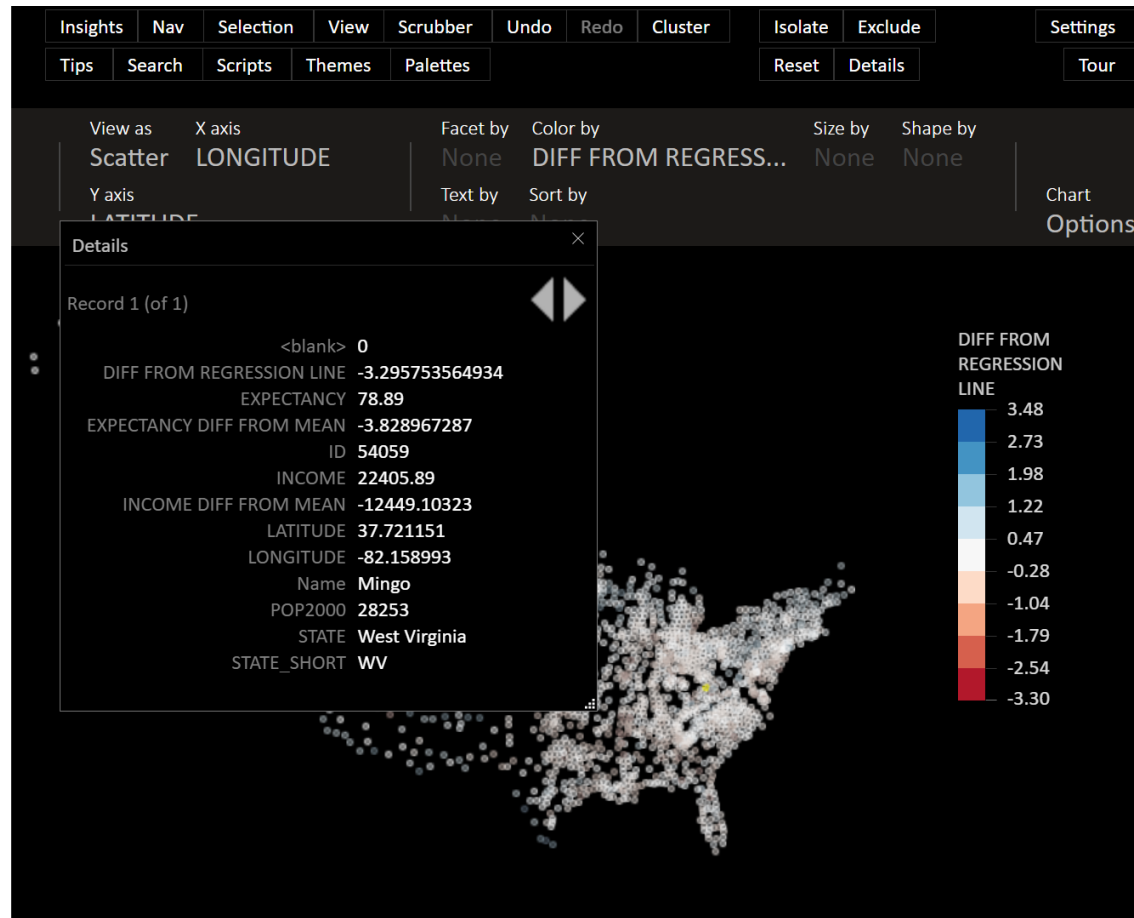 Insights Nav Selection View Scrubber Undo Redo Cluster Isolate Exclude Settings
Tips Search Scripts Themes Palettes Reset Details Tour
View as X axis Facet by Color by Size by Shape by
Scatter LONGITUDE None DIFF FROM REGRESS... None None
Y axis Text by Sort by Chart
LATITUDE None None Options
Details
Record 1 (of 1)
<blank> 0
DIFF FROM REGRESSION LINE -3.295753564934
EXPECTANCY 78.89
EXPECTANCY DIFF FROM MEAN -3.828967287
ID 54059
INCOME 22405.89
INCOME DIFF FROM MEAN -12449.10323
LATITUDE 37.721151
LONGITUDE -82.158993
Name Mingo
POP2000 28253
STATE West Virginia
STATE_SHORT WV
DIFF FROM
REGRESSION
LINE
3.48
2.73
1.98
1.22
0.47
-0.28
-1.04
-1.79
-2.54
-3.30